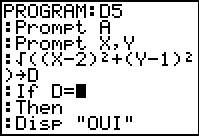 PROGRAM:D5
:Prompt A
:Prompt X,Y
:√((X-2)²+(Y-1)²
)→D
:If D=
:Then
:Disp "OUI"